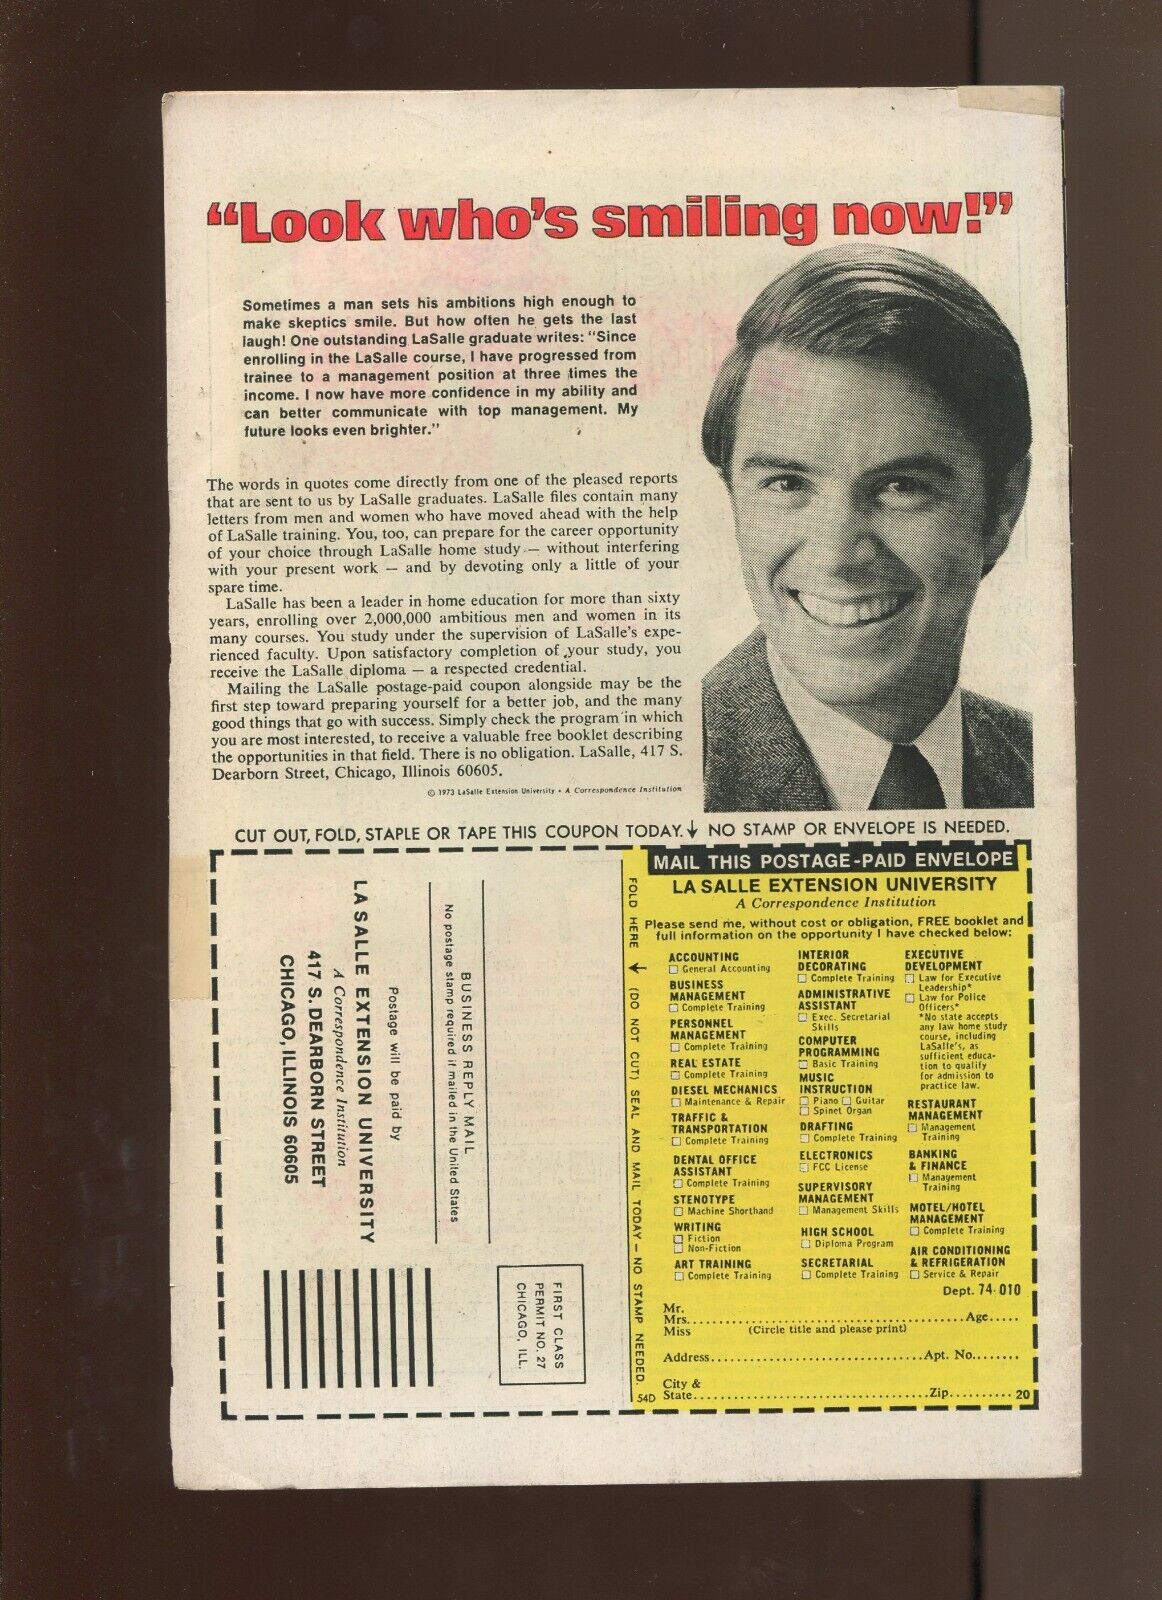 “Look who’s smiling now!”
Sometimes a man sets his ambitions high enough to
make skeptics smile. But how often he gets the last
laugh! One outstanding LaSalle graduate writes: "Since
enrolling in the LaSalle course, I have progressed from
trainee to a management position at three times the
income. I now have more confidence in my ability and
can better communicate with top management. My
future looks even brighter."
The words in quotes come directly from one of the pleased reports
that are sent to us by LaSalle graduates. LaSalle files contain many
letters from men and women who have moved ahead with the help
of LaSalle training. You, too, can prepare for the career opportunity
of your choice through LaSalle home study — without interfering
with your present work — and by devoting only a little of your
spare time.
LaSalle has been a leader in home education for more than sixty
years, enrolling over 2,000,000 ambitious men and women in its
many courses. You study under the supervision of LaSalle's expe-
rienced faculty. Upon satisfactory completion of your study, you
receive the LaSalle diploma — a respected credential.
Mailing the LaSalle postage-paid coupon alongside may be the
first step toward preparing yourself for a better job, and the many
good things that go with success. Simply check the program in which
you are most interested, to receive a valuable free booklet describing
the opportunities in that field. There is no obligation. LaSalle, 417 S.
Dearborn Street, Chicago, Illinois 60605.
© 1973 LaSalle Extension University • A Correspondence Institution
CUT OUT, FOLD, STAPLE OR TAPE THIS COUPON TODAY. ↓ NO STAMP OR ENVELOPE IS NEEDED.
FIRST CLASS
PERMIT NO. 27
CHICAGO, ILL.
BUSINESS REPLY MAIL
No postage stamp required if mailed in the United States
Postage will be paid by
LA SALLE EXTENSION UNIVERSITY
A Correspondence Institution
417 S. DEARBORN STREET
CHICAGO, ILLINOIS 60605
FOLD HERE ↓ (DO NOT CUT) SEAL AND MAIL TODAY — NO STAMP NEEDED.
MAIL THIS POSTAGE-PAID ENVELOPE
LA SALLE EXTENSION UNIVERSITY
A Correspondence Institution
Please send me, without cost or obligation, FREE booklet and
full information on the opportunity I have checked below:
ACCOUNTING
☐ General Accounting
BUSINESS
MANAGEMENT
☐ Complete Training
PERSONNEL
MANAGEMENT
☐ Complete Training
REAL ESTATE
☐ Complete Training
DIESEL MECHANICS
☐ Maintenance & Repair
TRAFFIC &
TRANSPORTATION
☐ Complete Training
DENTAL OFFICE
ASSISTANT
☐ Complete Training
STENOTYPE
☐ Machine Shorthand
WRITING
☐ Fiction
☐ Non-Fiction
ART TRAINING
☐ Complete Training
INTERIOR
DECORATING
☐ Complete Training
ADMINISTRATIVE
ASSISTANT
☐ Exec. Secretarial
Skills
COMPUTER
PROGRAMMING
☐ Basic Training
MUSIC
INSTRUCTION
☐ Piano ☐ Guitar
☐ Spinet Organ
DRAFTING
☐ Complete Training
ELECTRONICS
☐ FCC License
SUPERVISORY
MANAGEMENT
☐ Management Skills
HIGH SCHOOL
☐ Diploma Program
SECRETARIAL
☐ Complete Training
EXECUTIVE
DEVELOPMENT
☐ Law for Executive
Leadership*
☐ Law for Police
Officers*
*No state accepts
any law home study
course, including
LaSalle's, as
sufficient educa-
tion to qualify
for admission to
practice law.
RESTAURANT
MANAGEMENT
☐ Management
Training
BANKING
& FINANCE
☐ Management
Training
MOTEL/HOTEL
MANAGEMENT
☐ Complete Training
AIR CONDITIONING
& REFRIGERATION
☐ Service & Repair
Dept. 74-010
Mr.
Mrs. Age
Miss (Circle title and please print)
Address Apt. No.
City &
State Zip
54D
20